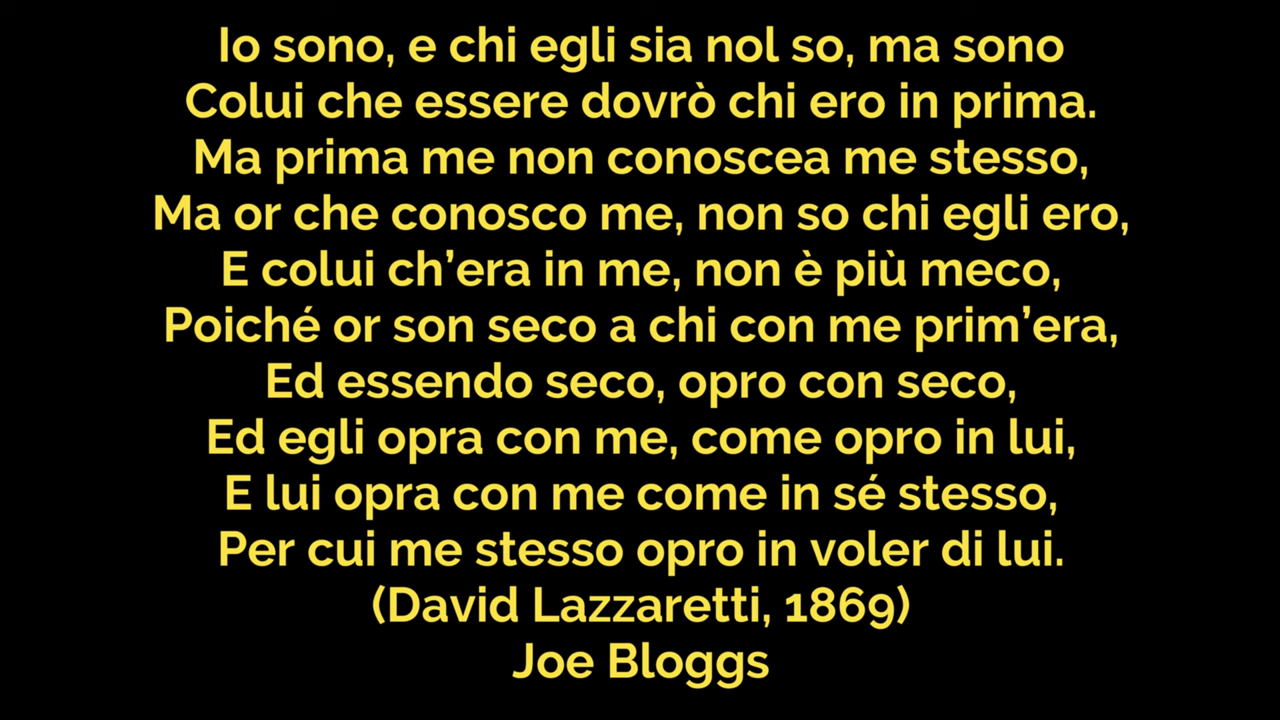 Io sono, e chi egli sia nol so, ma sono
Colui che essere dovrò chi ero in prima.
Ma prima me non conoscea me stesso,
Ma or che conosco me, non so chi egli ero,
E colui ch’era in me, non è più meco,
Poiché or son seco a chi con me prim’era,
Ed essendo seco, opro con seco,
Ed egli opra con me, come opro in lui,
E lui opra con me come in sé stesso,
Per cui me stesso opro in voler di lui.
(David Lazzaretti, 1869)
Joe Bloggs